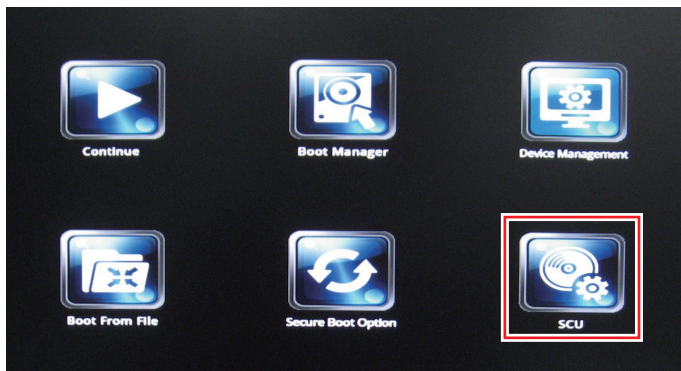 Continue
Boot Manager
Device Management
Boot From File
Secure Boot Option
SCU